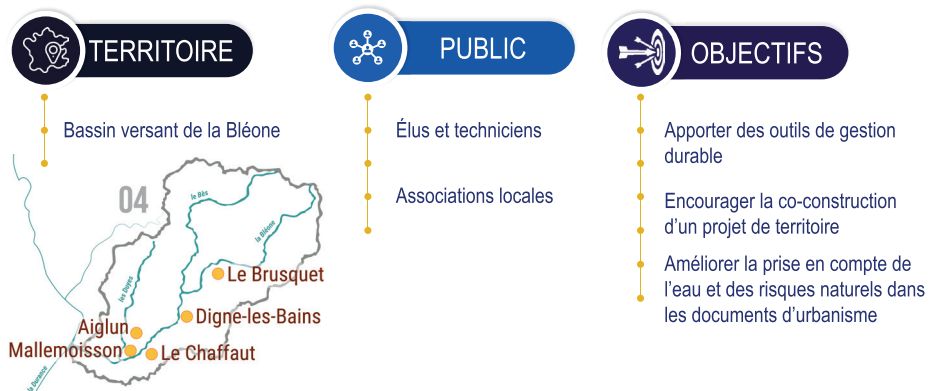 TERRITOIRE
Bassin versant de la Bléone
04
le Bès
la Bléone
les Duyes
Le Brusquet
Digne-les-Bains
Aiglun
Mallemoisson
Le Chaffaut
la Durance
PUBLIC
Élus et techniciens
Associations locales
OBJECTIFS
Apporter des outils de gestion
durable
Encourager la co-construction
d'un projet de territoire
Améliorer la prise en compte de
l'eau et des risques naturels dans
les documents d'urbanisme